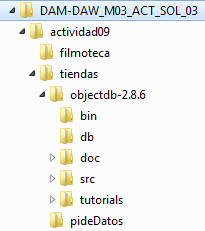 DAM-DAW_M03_ACT_SOL_03
actividad09
filmoteca
tiendas
objectdb-2.8.6
bin
db
doc
src
tutorials
pideDatos